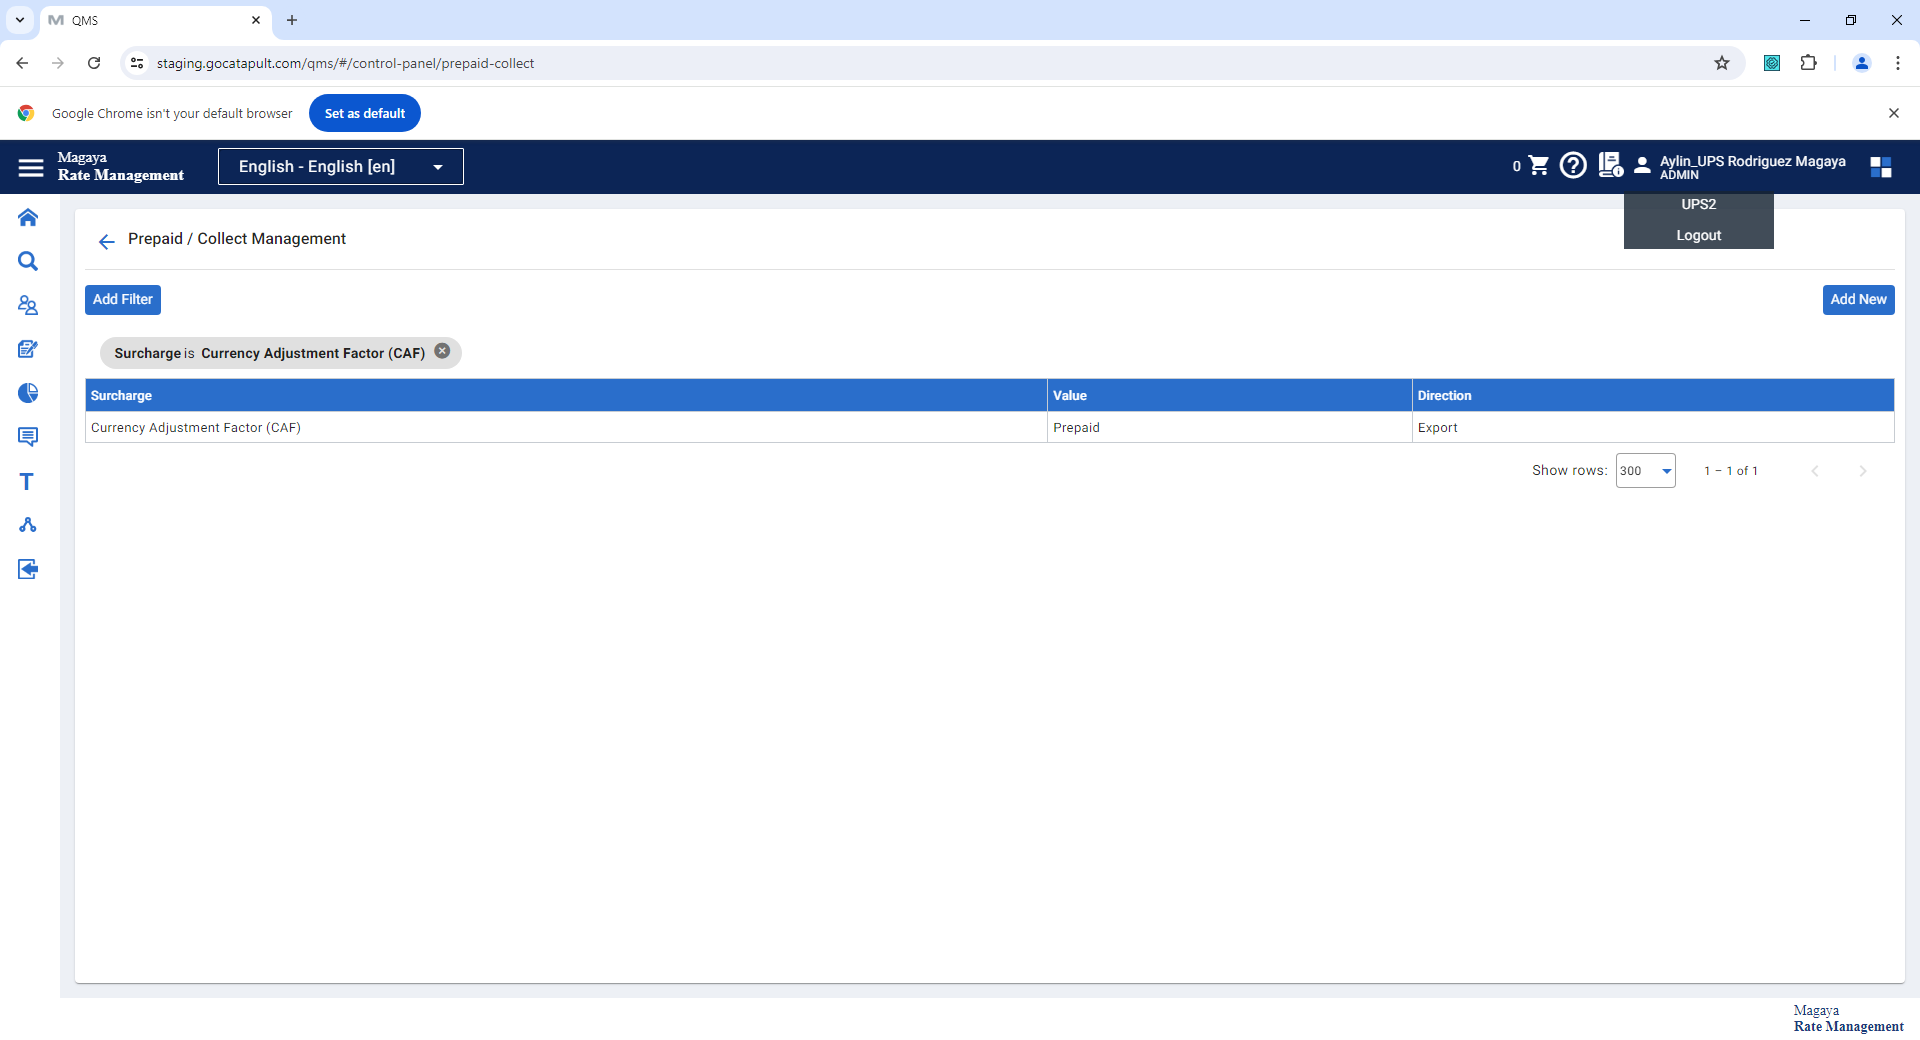 QMS
staging.gocatapult.com/qms/#/control-panel/prepaid-collect
Google Chrome isn't your default browser
Set as default
Magaya
Rate Management
English - English [en]
0
Aylin_UPS Rodriguez Magaya
ADMIN
UPS2
Logout
Prepaid / Collect Management
Add Filter
Add New
Surcharge is Currency Adjustment Factor (CAF)
Surcharge Value Direction
Currency Adjustment Factor (CAF) Prepaid Export
Show rows: 300 1 – 1 of 1
Magaya
Rate Management